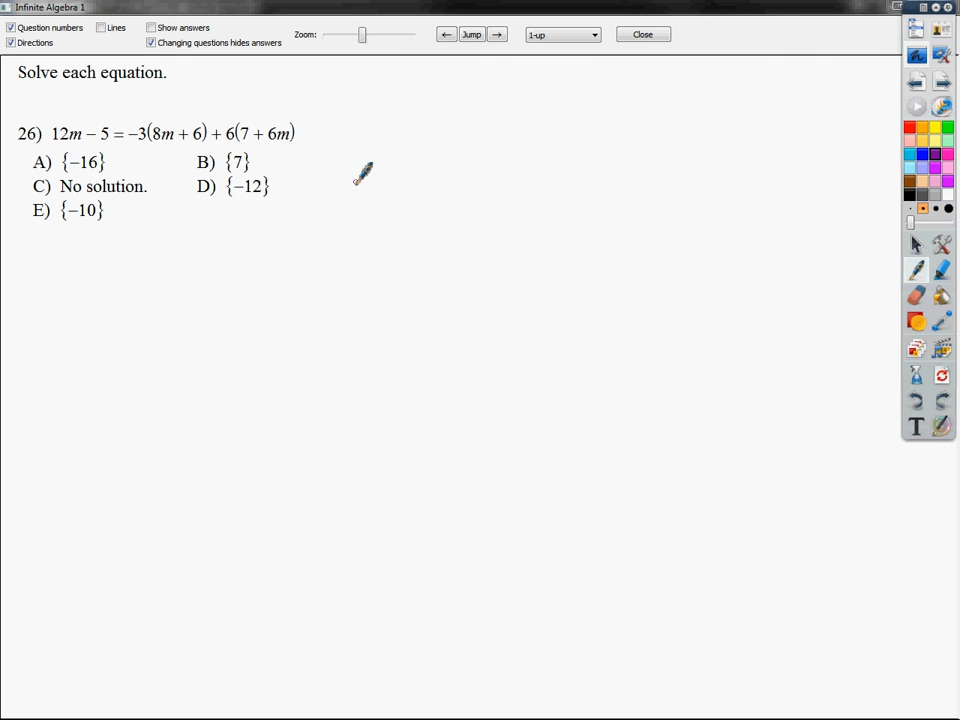 Infinite Algebra 1
Question numbers Lines Show answers
Directions Changing questions hides answers
Zoom: ← Jump → 1-up Close
Solve each equation.
26) 12m − 5 = −3(8m + 6) + 6(7 + 6m)
A) {−16} B) {7}
C) No solution. D) {−12}
E) {−10}
T